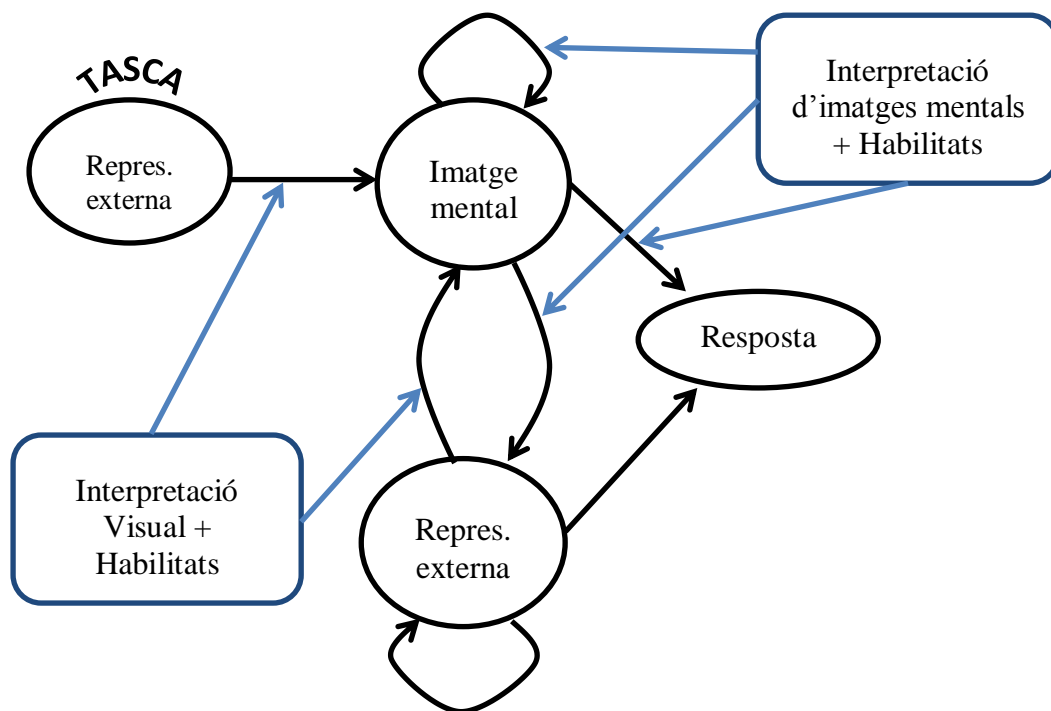 TASCA
Repres.
externa
Imatge
mental
Interpretació
d’imatges mentals
+ Habilitats
Resposta
Interpretació
Visual +
Habilitats
Repres.
externa